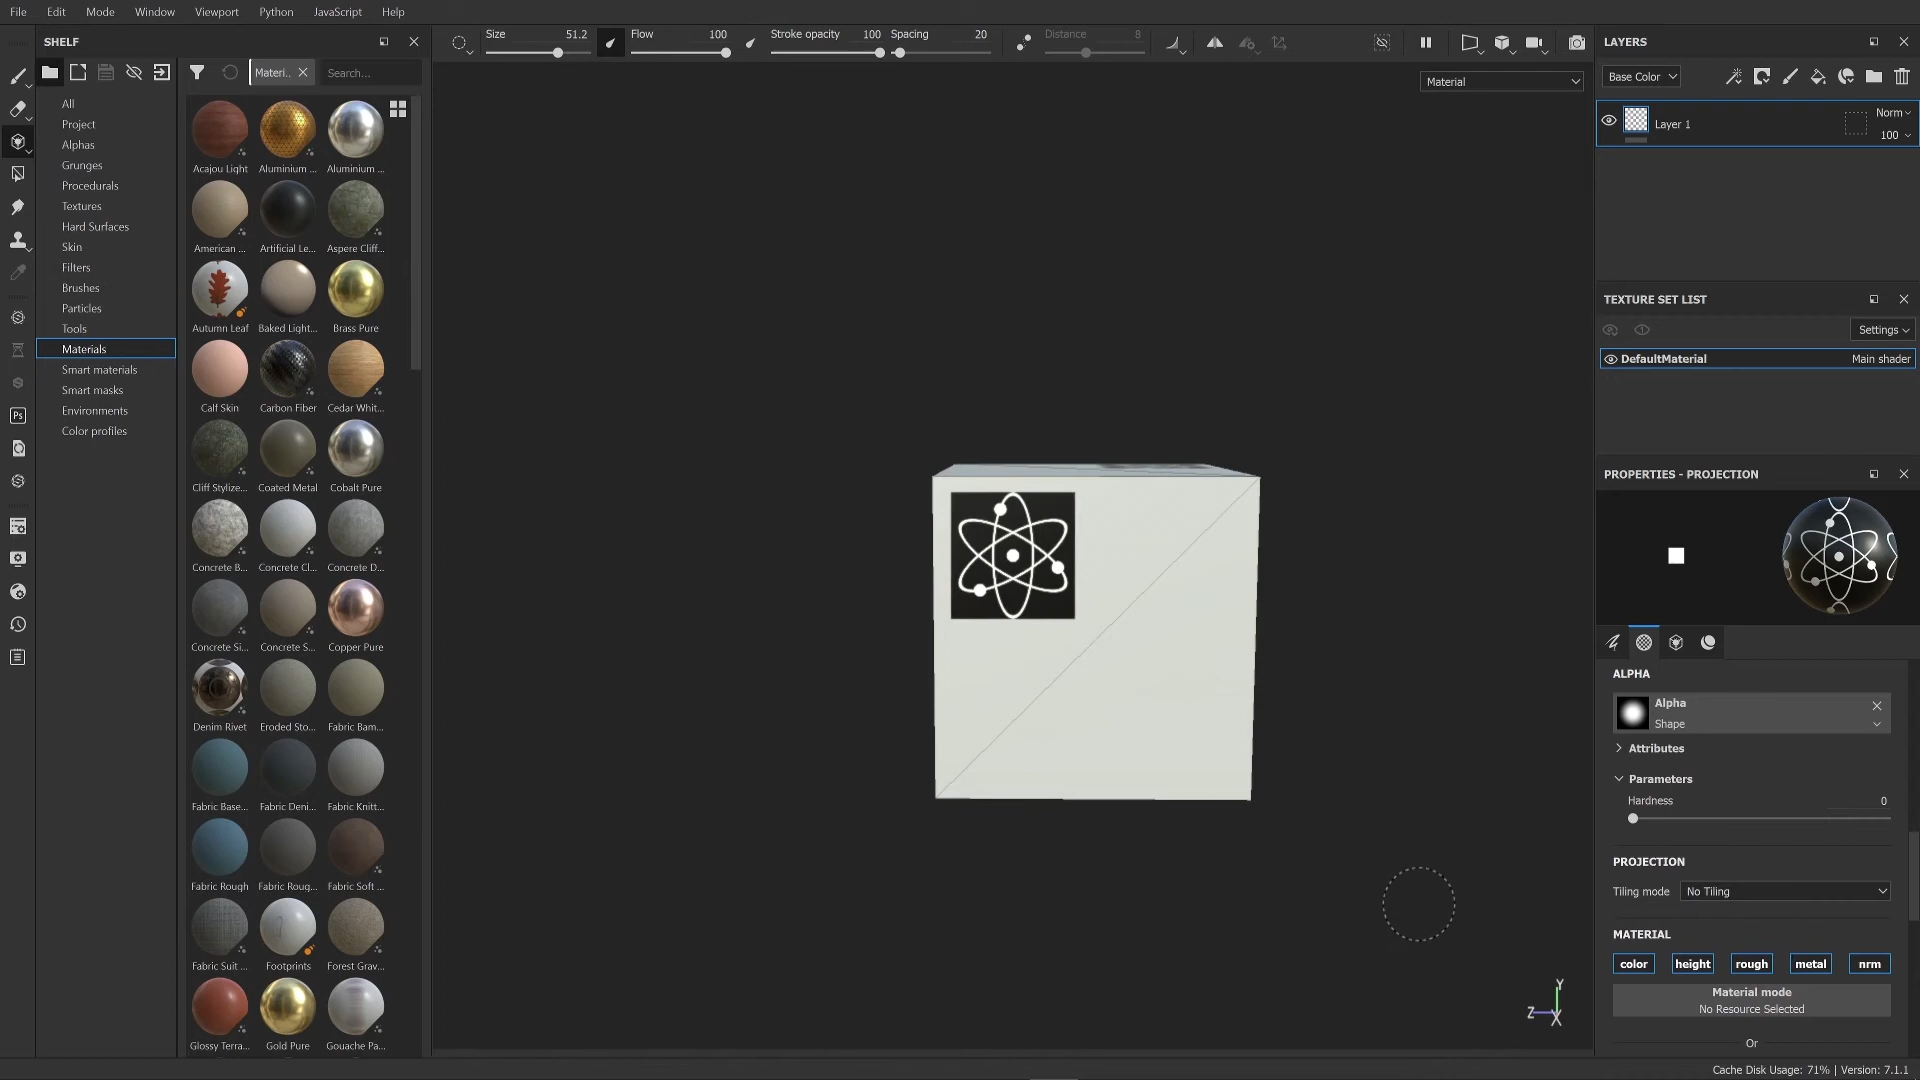 File Edit Mode Window Viewport Python JavaScript Help
SHELF
Size 51.2 Flow 100 Stroke opacity 100 Spacing 20 Distance 8
LAYERS
Materi.. Search...
Base Color
Material
All
Project
Alphas
Grunges
Procedurals
Textures
Hard Surfaces
Skin
Filters
Brushes
Particles
Tools
Materials
Smart materials
Smart masks
Environments
Color profiles
Ps
Acajou Light Aluminium ... Aluminium ...
American ... Artificial Le... Aspere Cliff...
Autumn Leaf Baked Light... Brass Pure
Calf Skin Carbon Fiber Cedar Whit...
Cliff Stylize... Coated Metal Cobalt Pure
Concrete B... Concrete Cl... Concrete D...
Concrete Si... Concrete S... Copper Pure
Denim Rivet Eroded Sto... Fabric Bam...
Fabric Base... Fabric Deni... Fabric Knitt...
Fabric Rough Fabric Roug... Fabric Soft ...
Fabric Suit ... Footprints Forest Grav...
Glossy Terra... Gold Pure Gouache Pa...
Y
Z
X
Layer 1
Norm
100
TEXTURE SET LIST
Settings
DefaultMaterial Main shader
PROPERTIES - PROJECTION
ALPHA
Alpha
Shape
Attributes
Parameters
Hardness 0
PROJECTION
Tiling mode No Tiling
MATERIAL
color height rough metal nrm
Material mode
No Resource Selected
Or
Cache Disk Usage: 71% | Version: 7.1.1